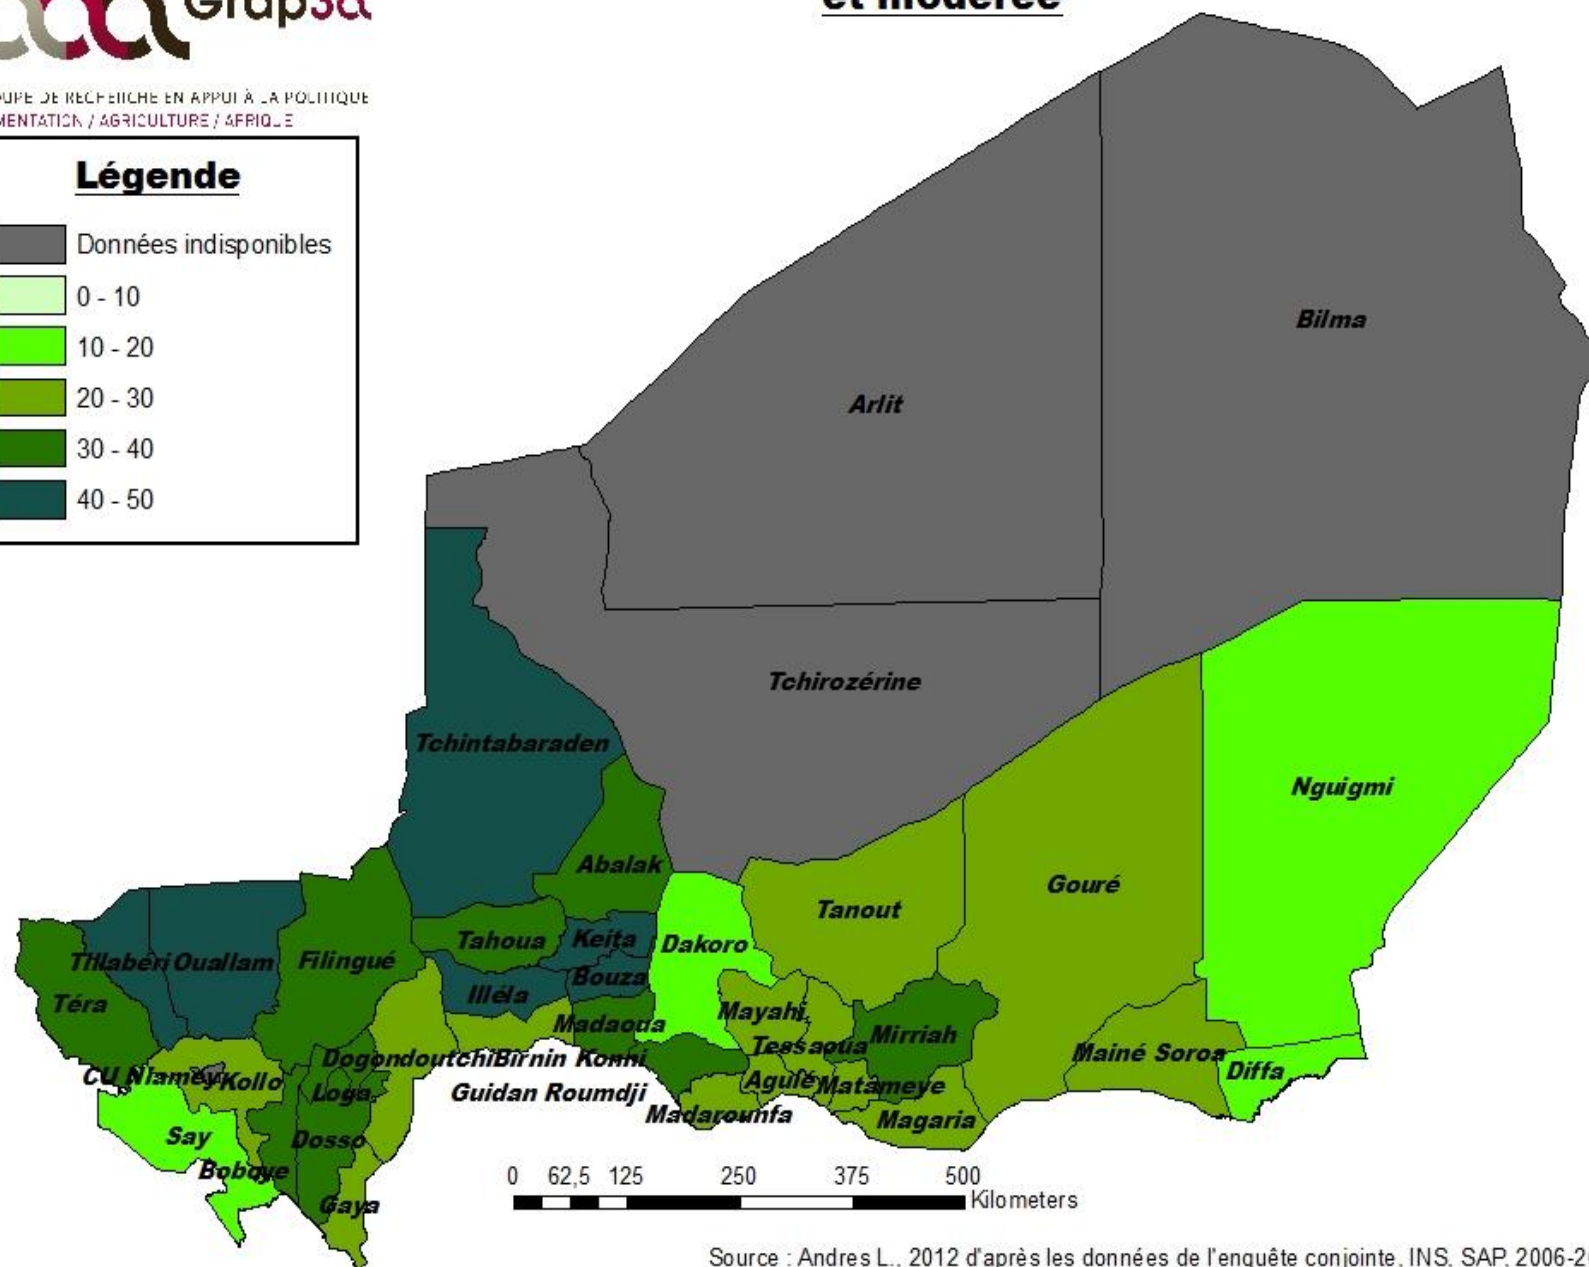 et modérée
Grap3a
DE RECHERCHE EN APPUI À LA POLITIQUE
/ AGRICULTURE / AFRIQUE
Légende
Données indisponibles
0 - 10
10 - 20
20 - 30
30 - 40
40 - 50
Bilma
Arlit
Tchirozérine
Tchintabaraden
Nguigmi
Abalak
Gouré
Tanout
Tahoua
Keita
Dakoro
Tillabéri
Ouallam
Filingué
Bouza
Illéla
Téra
Mayahi
Madaoua
Mirriah
Tessaoua
Mainé Soroa
Dogondoutchi
Birnin Konni
Diffa
CU Niamey
Kollo
Loga
Guidan Roumdji
Aguié
Matameye
Madarounfa
Magaria
Say
Dosso
Boboye
Gaya
0 62,5 125 250 375 500
Kilometers
Source : Andres L., 2012 d'après les données de l'enquête conjointe, INS, SAP, 2006-